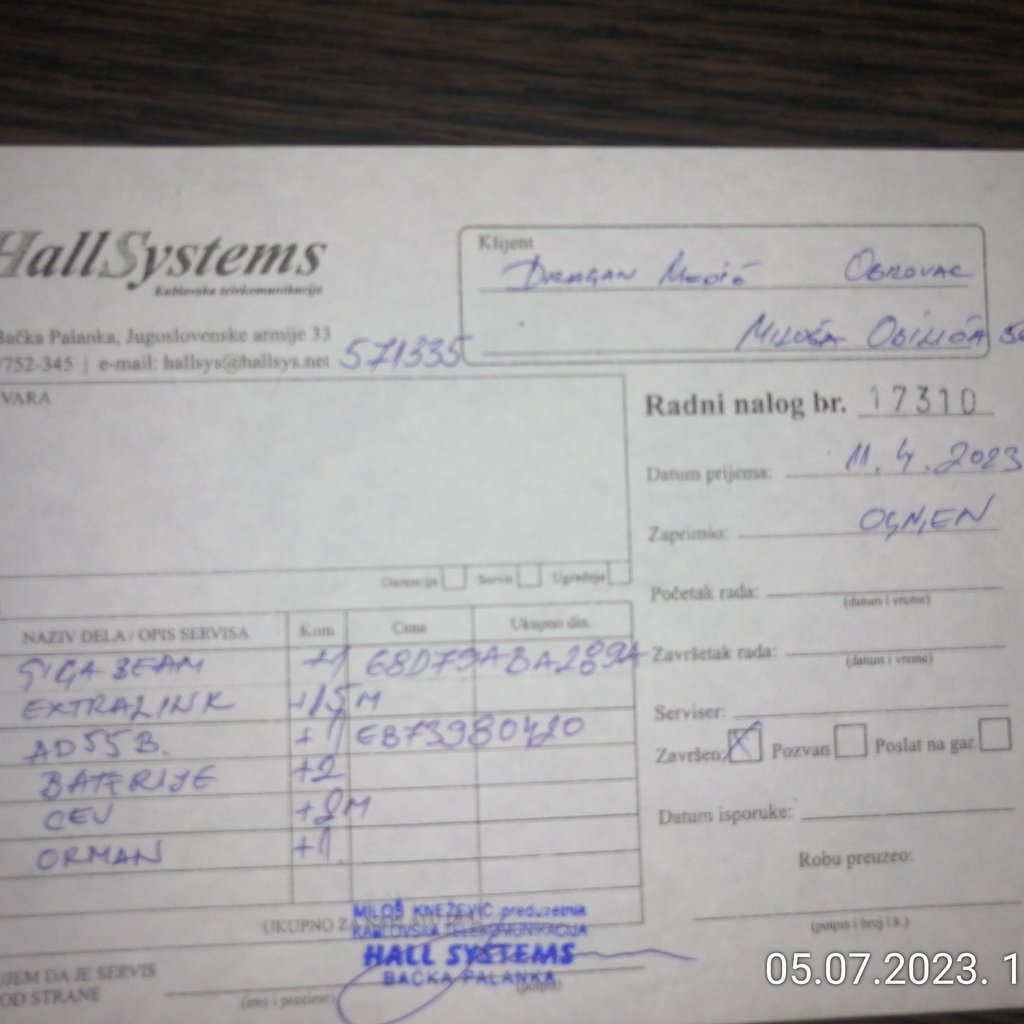 HallSystems
Kablovske telekomunikacije
Bačka Palanka, Jugoslovenske armije 33
/752-345 | e-mail: hallsys@hallsys.net 571335
Klijent
DRAGAN MEDIĆ OBROVAC
MILOŠA OBILIĆA
VARA
Garancija Servis Ugradnja
Radni nalog br. 17310
Datum prijema: 11.4.2023
Zaprimio: OGNJEN
Početak rada:
(datum i vreme)
Završetak rada:
(datum i vreme)
Serviser:
Završen: X Pozvan Poslat na gar.
Datum isporuke:
Robu preuzeo:
(potpis i broj l.k.)
NAZIV DELA / OPIS SERVISA Kom. Cena Ukupno din.
GIGA BEAM +1 68D79ABA289A
EXTRALINK +15M
AD55B. +1 EB73980420
BATERIJE +2
CEV +2M
ORMAN +1.
UKUPNO ZA
MILOŠ KNEŽEVIĆ preduzetnik
KABLOVSKA TELEKOMUNIKACIJA
HALL SYSTEMS
BAČKA PALANKA
JEM DA JE SERVIS
OD STRANE
(ime i prezime) (potpis)
05.07.2023. 1